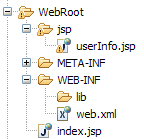 WebRoot
jsp
userInfo.jsp
META-INF
WEB-INF
lib
web.xml
index.jsp